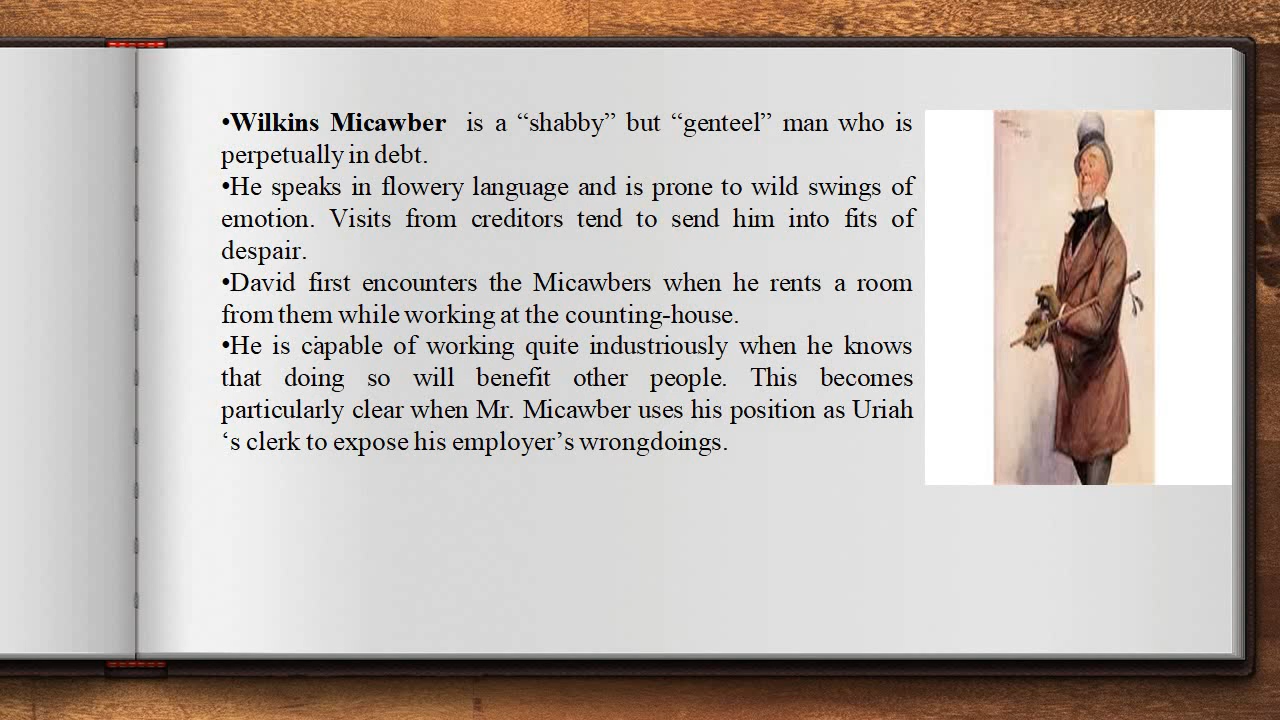 •Wilkins Micawber is a “shabby” but “genteel” man who is
perpetually in debt.
•He speaks in flowery language and is prone to wild swings of
emotion. Visits from creditors tend to send him into fits of
despair.
•David first encounters the Micawbers when he rents a room
from them while working at the counting-house.
•He is capable of working quite industriously when he knows
that doing so will benefit other people. This becomes
particularly clear when Mr. Micawber uses his position as Uriah
‘s clerk to expose his employer’s wrongdoings.